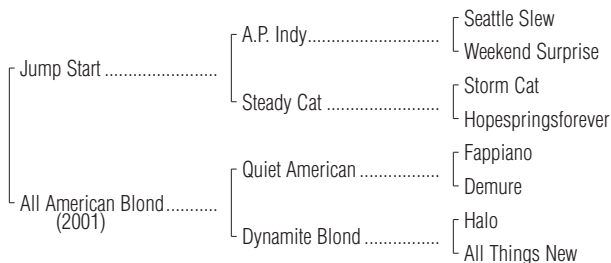 Seattle Slew
A.P. Indy..............................
Weekend Surprise
Jump Start ........................
Storm Cat
Steady Cat ........................
Hopespringsforever
Fappiano
Quiet American .................
Demure
All American Blond...........
(2001)
Halo
Dynamite Blond ................
All Things New